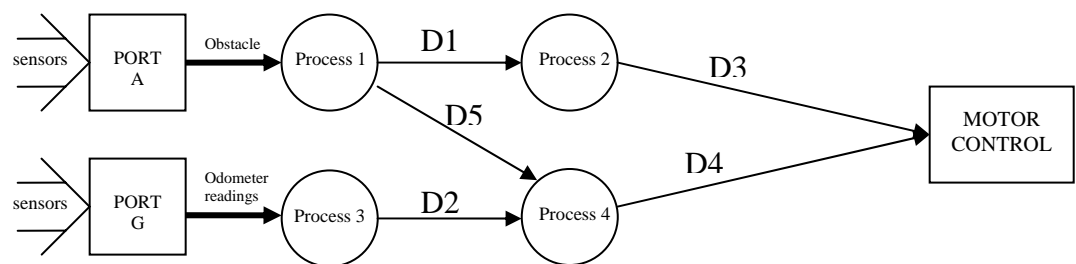 sensors
PORT
A
Obstacle
Process 1
D1
Process 2
D3
D5
MOTOR
CONTROL
sensors
PORT
G
Odometer
readings
Process 3
D2
Process 4
D4